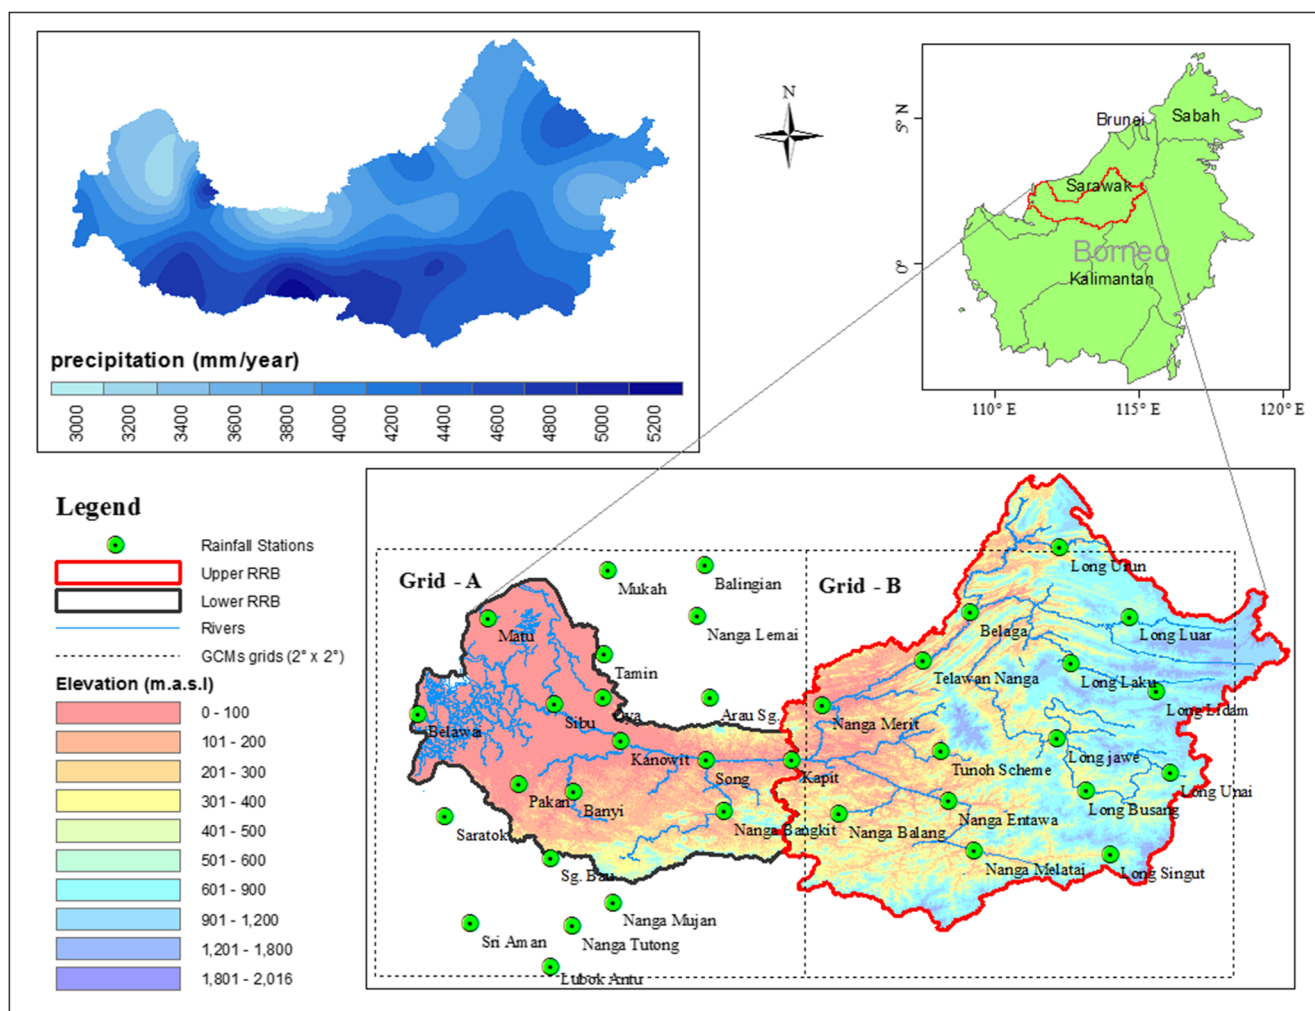 N
precipitation (mm/year)
3000
3200
3400
3600
3800
4000
4200
4400
4600
4800
5000
5200
5° N
0°
110° E
115° E
120° E
Brunei
Sabah
Sarawak
Borneo
Kalimantan
Legend
Rainfall Stations
Upper RRB
Lower RRB
Rivers
GCMs grids (2° x 2°)
Elevation (m.a.s.l)
0 - 100
101 - 200
201 - 300
301 - 400
401 - 500
501 - 600
601 - 900
901 - 1,200
1,201 - 1,800
1,801 - 2,016
Grid - A
Grid - B
Mukah
Balingian
Long Urun
Matu
Nanga Lemai
Belaga
Long Luar
Tamin
Telawan Nanga
Long Laku
Long Lidam
Sibu
Arau Sg.
Nanga Merit
Belawai
Kanowit
Song
Kapit
Tunoh Scheme
Long jawe
Long Unai
Pakan
Banyi
Nanga Bangkit
Nanga Balang
Nanga Entawa
Long Busang
Saratok
Sg. Bau
Nanga Melatai
Long Singut
Nanga Mujan
Sri Aman
Nanga Tutong
Lubok Antu